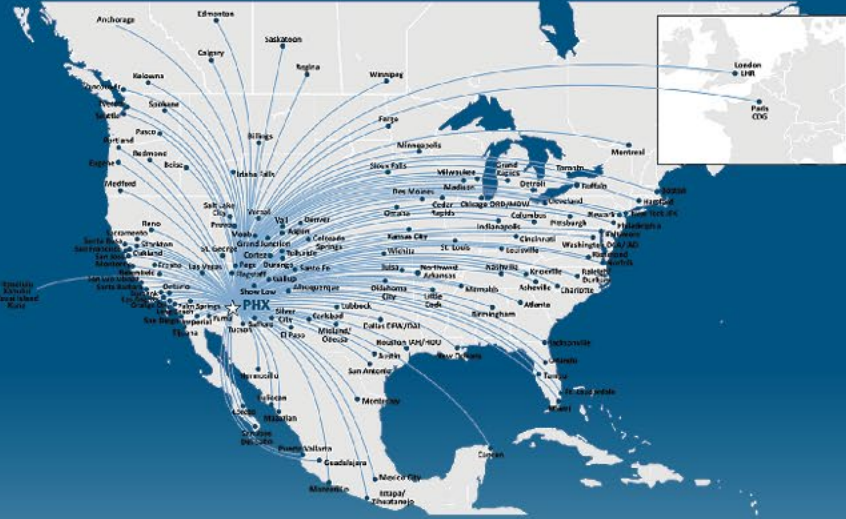 Anchorage
Edmonton
Saskatoon
Calgary
Regina
Winnipeg
Kelowna
Spokane
Seattle
Pasco
Portland
Redmond
Eugene
Boise
Medford
Billings
Idaho Falls
Fargo
Minneapolis
Sioux Falls
Montreal
London
LHR
Paris
CDG
Milwaukee
Madison
Grand
Rapids
Toronto
Detroit
Buffalo
Boston
Hartford
Des Moines
Cedar
Rapids
Chicago ORD/MDW
Cleveland
Omaha
Columbus
Pittsburgh
Newark
New York JFK
Philadelphia
Baltimore
Indianapolis
Cincinnati
Washington DCA/IAD
Richmond
Norfolk
Salt Lake
City
Provo
Vernal
Vail
Denver
Aspen
Moab
Grand Junction
Colorado
Springs
Cortez
Telluride
Durango
Reno
Sacramento
Stockton
Oakland
Fresno
St. George
Las Vegas
Page
Flagstaff
Gallup
Santa Fe
Show Low
Albuquerque
Ontario
Palm Springs
Imperial
Yuma
PHX
Tucson
Safford
Silver
City
El Paso
Carlsbad
Lubbock
Midland/
Odessa
Kansas City
Wichita
St. Louis
Louisville
Tulsa
Northwest
Arkansas
Nashville
Knoxville
Raleigh/
Durham
Oklahoma
City
Little
Rock
Memphis
Asheville
Charlotte
Atlanta
Birmingham
Dallas DFW/DAL
Houston IAH/HOU
Austin
San Antonio
New Orleans
Jacksonville
Orlando
Tampa
Ft. Lauderdale
Miami
Tijuana
Hermosillo
Culiacan
Mazatlan
Monterrey
Puerto Vallarta
Guadalajara
Manzanillo
Mexico City
Ixtapa/
Zihuatanejo
Cancun